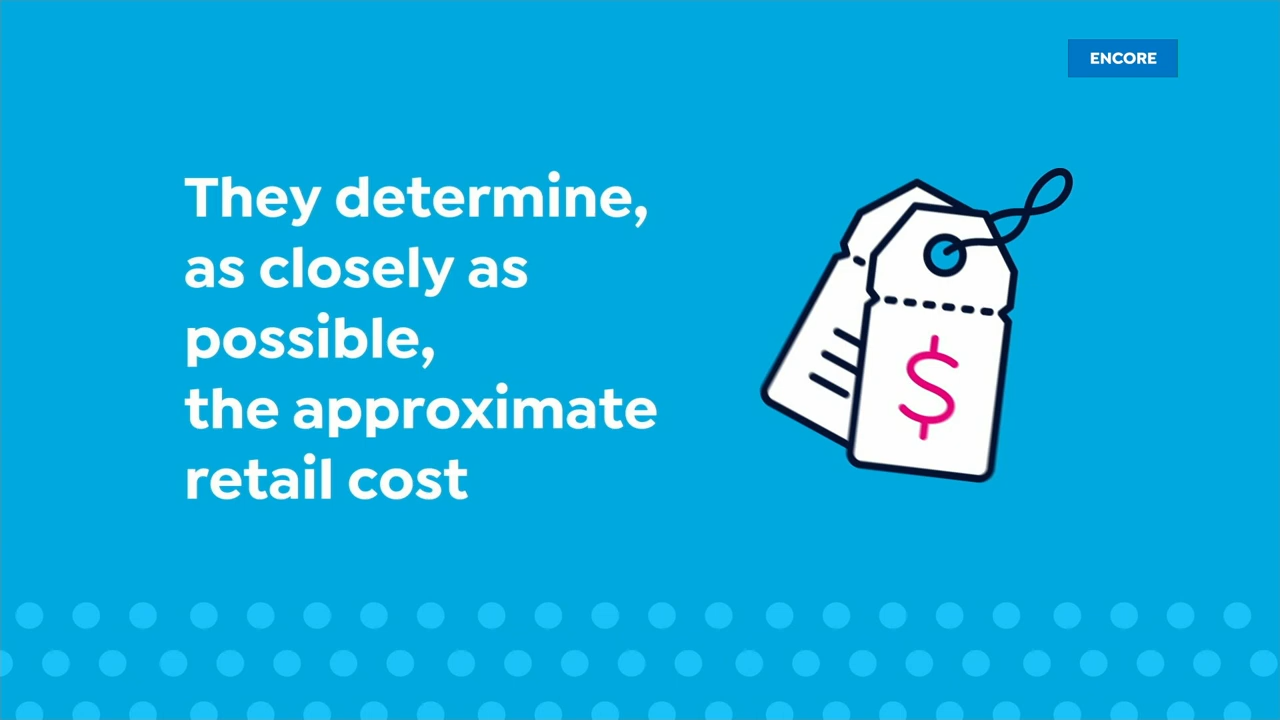 ENCORE
They determine,
as closely as
possible,
the approximate
retail cost
$